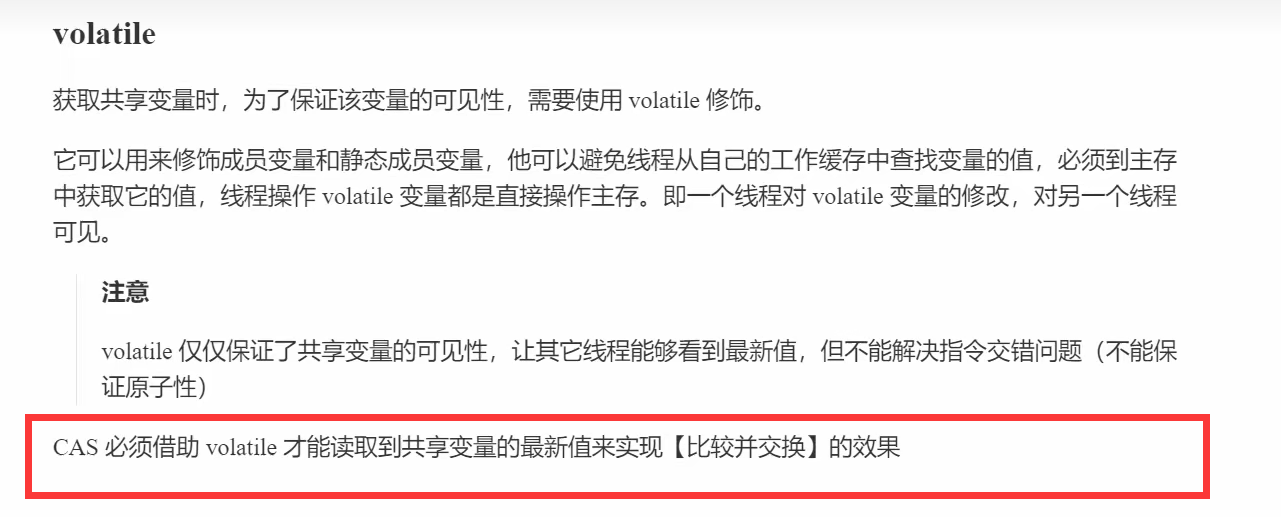 volatile
获取共享变量时，为了保证该变量的可见性，需要使用 volatile 修饰。
它可以用来修饰成员变量和静态成员变量，他可以避免线程从自己的工作缓存中查找变量的值，必须到主存
中获取它的值，线程操作 volatile 变量都是直接操作主存。即一个线程对 volatile 变量的修改，对另一个线程
可见。
注意
volatile 仅仅保证了共享变量的可见性，让其它线程能够看到最新值，但不能解决指令交错问题（不能保
证原子性）
CAS 必须借助 volatile 才能读取到共享变量的最新值来实现【比较并交换】的效果